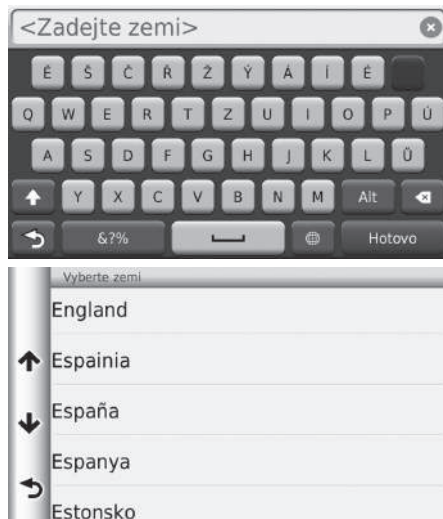 <Zadejte zemi>
Ě Š Č Ř Ž Ý Á Í É
Q W E R T Z U I O P Ú
A S D F G H J K L Ů
Y X C V B N M Alt
&?% Hotovo
Vyberte zemi
England
Espainia
España
Espanya
Estonsko